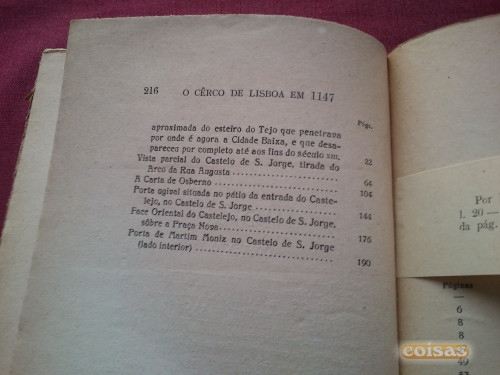 216 O CÊRCO DE LISBOA EM 1147
Págs.
aproximada do esteiro do Tejo que penetrava
por onde é agora a Cidade Baixa, e que desa-
pareceu por completo até aos fins do século XIII.
32
Vista parcial do Castelo de S. Jorge, tirada do
Arco da Rua Augusta . . . . . . . . . . . . . 64
A Carta de Osberno . . . . . . . . . . . . . . 104
Porta ogival situada no pátio da entrada do Caste-
lejo, no Castelo de S. Jorge . . . . . . . . . . 144
Face Oriental do Castelejo, no Castelo de S. Jorge,
sôbre a Praça Nova . . . . . . . . . . . . . . 176
Porta de Martim Moniz no Castelo de S. Jorge
(lado interior) . . . . . . . . . . . . . . . . 190
Por
l. 20 —
da pág.
Páginas
—
6
8
8
9
49
coisas